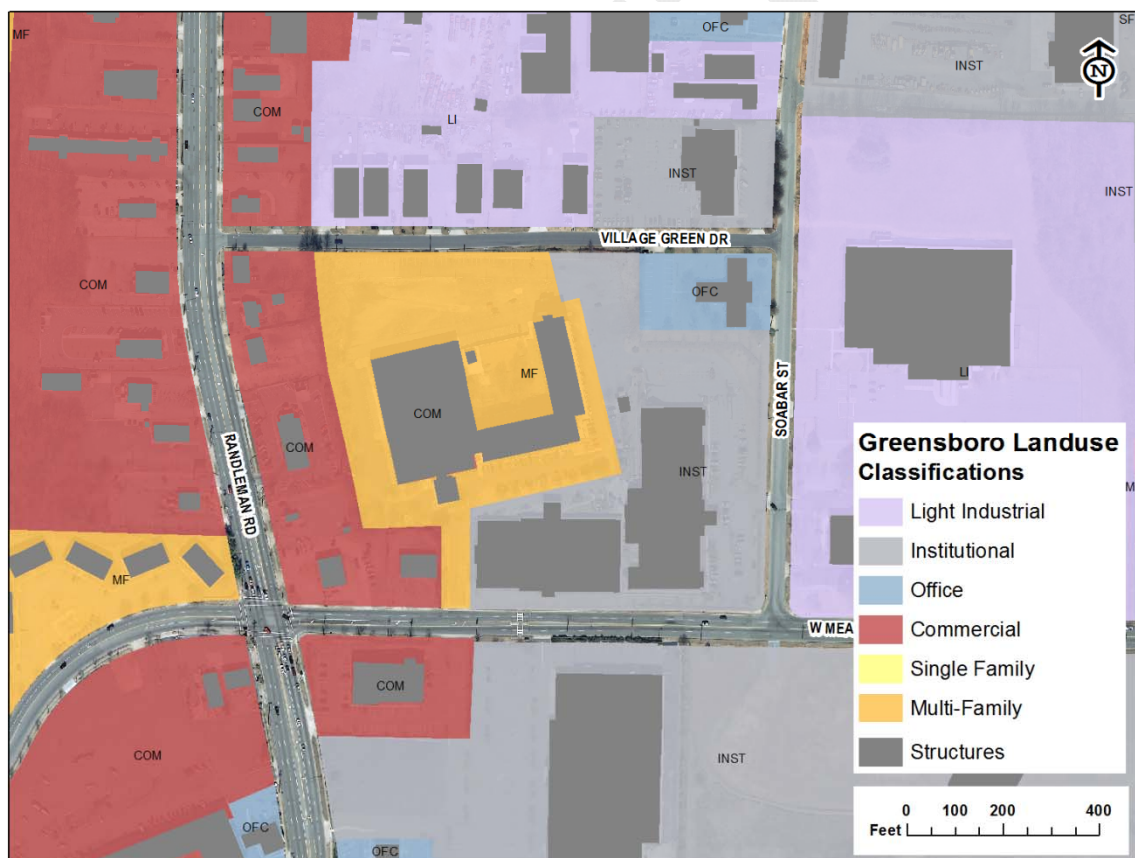 MF
OFC
SF
INST
N
COM
LI
INST
INST
VILLAGE GREEN DR
COM
OFC
MF
LI
COM
SOABAR ST
COM
RANDLEMAN RD
INST
MF
W MEA
COM
COM
INST
OFC
OFC
Greensboro Landuse
Classifications
Light Industrial
Institutional
Office
Commercial
Single Family
Multi-Family
Structures
0 100 200 400
Feet